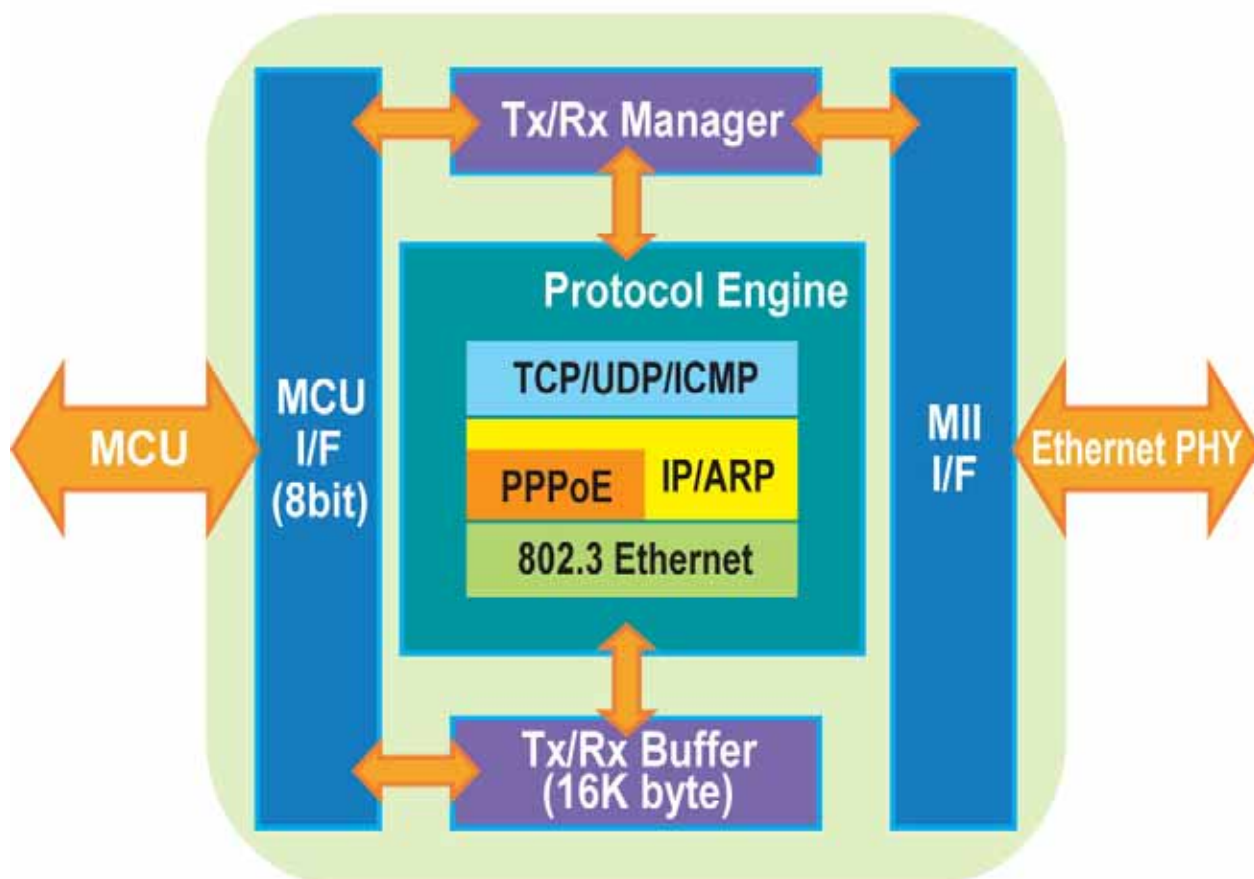 Tx/Rx Manager
Protocol Engine
TCP/UDP/ICMP
MCU
MCU
I/F
(8bit)
PPPoE
IP/ARP
MII
I/F
Ethernet PHY
802.3 Ethernet
Tx/Rx Buffer
(16K byte)